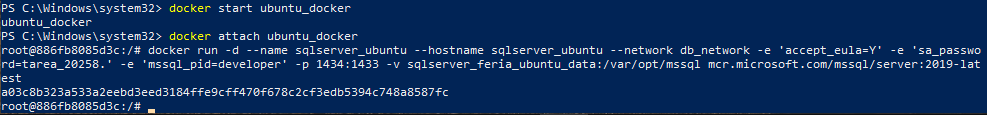 PS C:\Windows\system32> docker start ubuntu_docker
ubuntu_docker
PS C:\Windows\system32> docker attach ubuntu_docker
root@886fb8085d3c:/# docker run -d --name sqlserver_ubuntu --hostname sqlserver_ubuntu --network db_network -e 'accept_eula=Y' -e 'sa_passwo
rd=tarea_20258.' -e 'mssql_pid=developer' -p 1434:1433 -v sqlserver_feria_ubuntu_data:/var/opt/mssql mcr.microsoft.com/mssql/server:2019-lat
est
a03c8b323a533a2eebd3eed3184ffe9cff470f678c2cf3edb5394c748a8587fc
root@886fb8085d3c:/#